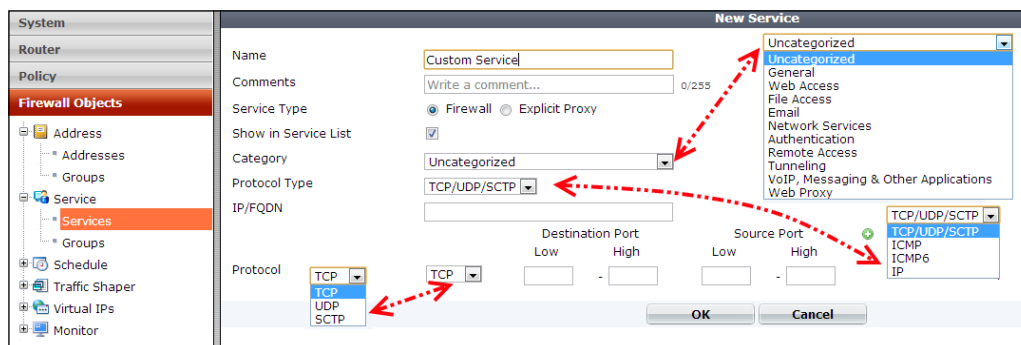 System
Router
Policy
Firewall Objects
Address
Addresses
Groups
Service
Services
Groups
Schedule
Traffic Shaper
Virtual IPs
Monitor
New Service
Name
Custom Service
Comments
Write a comment...
0/255
Service Type
Firewall
Explicit Proxy
Show in Service List
Category
Uncategorized
Protocol Type
TCP/UDP/SCTP
IP/FQDN
Destination Port
Source Port
Low
High
Low
High
Protocol
TCP
TCP
UDP
SCTP
TCP
-
-
OK
Cancel
Uncategorized
Uncategorized
General
Web Access
File Access
Email
Network Services
Authentication
Remote Access
Tunneling
VoIP, Messaging & Other Applications
Web Proxy
TCP/UDP/SCTP
TCP/UDP/SCTP
ICMP
ICMP6
IP